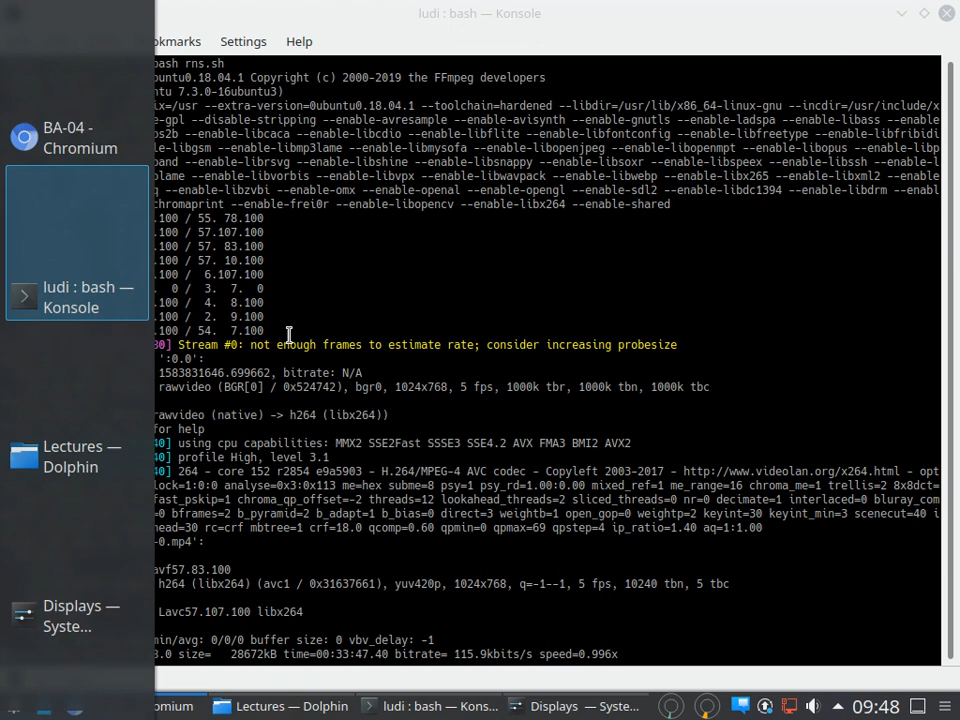 ludi : bash — Konsole
okmarks Settings Help
BA-04 -
Chromium
ludi : bash —
Konsole
Lectures —
Dolphin
Displays —
Syste...
bash rns.sh
ountu0.18.04.1 Copyright (c) 2000-2019 the FFmpeg developers
ntu 7.3.0-16ubuntu3)
ix=/usr --extra-version=0ubuntu0.18.04.1 --toolchain=hardened --libdir=/usr/lib/x86_64-linux-gnu --incdir=/usr/include/x
e-gpl --disable-stripping --enable-avresample --enable-avisynth --enable-gnutls --enable-ladspa --enable-libass --enable
bs2b --enable-libcaca --enable-libcdio --enable-libflite --enable-libfontconfig --enable-libfreetype --enable-libfribidi
libgsm --enable-libmp3lame --enable-libmysofa --enable-libopenjpeg --enable-libopenmpt --enable-libopus --enable-libp
band --enable-librsvg --enable-libshine --enable-libsnappy --enable-libsoxr --enable-libspeex --enable-libssh --enable-l
lame --enable-libvorbis --enable-libvpx --enable-libwavpack --enable-libwebp --enable-libx265 --enable-libxml2 --enable
q --enable-libzvbi --enable-omx --enable-openal --enable-opengl --enable-sdl2 --enable-libdc1394 --enable-libdrm --enabl
chromaprint --enable-frei0r --enable-libopencv --enable-libx264 --enable-shared
.100 / 55. 78.100
.100 / 57.107.100
.100 / 57. 83.100
.100 / 57. 10.100
.100 / 6.107.100
. 0 / 3. 7. 0
.100 / 4. 8.100
.100 / 2. 9.100
.100 / 54. 7.100
80] Stream #0: not enough frames to estimate rate; consider increasing probesize
':0.0':
1583831646.699662, bitrate: N/A
rawvideo (BGR[0] / 0x524742), bgr0, 1024x768, 5 fps, 1000k tbr, 1000k tbn, 1000k tbc
rawvideo (native) -> h264 (libx264))
for help
40] using cpu capabilities: MMX2 SSE2Fast SSSE3 SSE4.2 AVX FMA3 BMI2 AVX2
40] profile High, level 3.1
40] 264 - core 152 r2854 e9a5903 - H.264/MPEG-4 AVC codec - Copyleft 2003-2017 - http://www.videolan.org/x264.html - opt
lock=1:0:0 analyse=0x3:0x113 me=hex subme=8 psy=1 psy_rd=1.00:0.00 mixed_ref=1 me_range=16 chroma_me=1 trellis=2 8x8dct=
fast_pskip=1 chroma_qp_offset=-2 threads=12 lookahead_threads=2 sliced_threads=0 nr=0 decimate=1 interlaced=0 bluray_com
=0 bframes=2 b_pyramid=2 b_adapt=1 b_bias=0 direct=3 weightb=1 open_gop=0 weightp=2 keyint=30 keyint_min=3 scenecut=40 i
head=30 rc=crf mbtree=1 crf=18.0 qcomp=0.60 qpmin=0 qpmax=69 qpstep=4 ip_ratio=1.40 aq=1:1.00
-0.mp4':
avf57.83.100
h264 (libx264) (avc1 / 0x31637661), yuv420p, 1024x768, q=-1--1, 5 fps, 10240 tbn, 5 tbc
Lavc57.107.100 libx264
min/avg: 0/0/0 buffer size: 0 vbv_delay: -1
3.0 size= 28672kB time=00:33:47.40 bitrate= 115.9kbits/s speed=0.996x
omium Lectures — Dolphin ludi : bash — Kons... Displays — Syste... 09:48